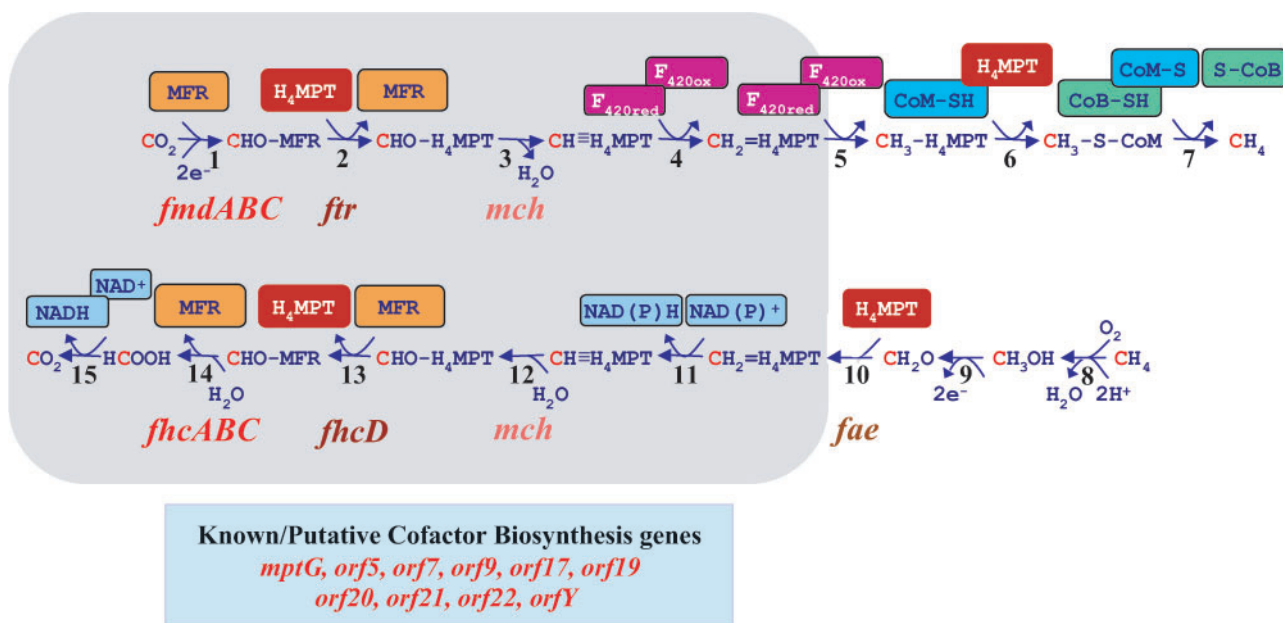 F420ox F420ox H4MPT CoM-S S-CoB
MFR H4MPT MFR F420red F420red CoM-SH CoB-SH
CO2 CHO-MFR CHO-H4MPT CH≡H4MPT CH2=H4MPT CH3-H4MPT CH3-S-CoM CH4
1 2 3 4 5 6 7
2e- H2O
fmdABC ftr mch
NAD+ MFR H4MPT MFR NAD(P)H NAD(P)+ H4MPT
NADH O2
CO2 HCOOH CHO-MFR CHO-H4MPT CH≡H4MPT CH2=H4MPT CH2O CH3OH CH4
15 14 13 12 11 10 9 8
H2O H2O 2e- H2O 2H+
fhcABC fhcD mch fae
Known/Putative Cofactor Biosynthesis genes
mptG, orf5, orf7, orf9, orf17, orf19
orf20, orf21, orf22, orfY